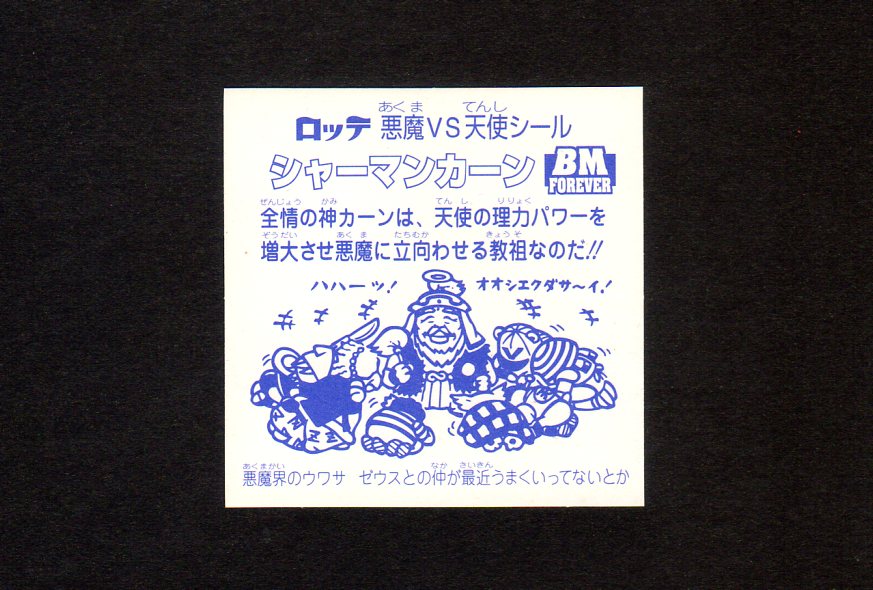 ロッテ 悪魔VS天使シール
シャーマンカーン
BM FOREVER
全情の神カーンは、天使の理力パワーを
増大させ悪魔に立向わせる教祖なのだ!!
ハハーッ! オオシエクダサ〜イ!
悪魔界のウワサ ゼウスとの仲が最近うまくいってないとか